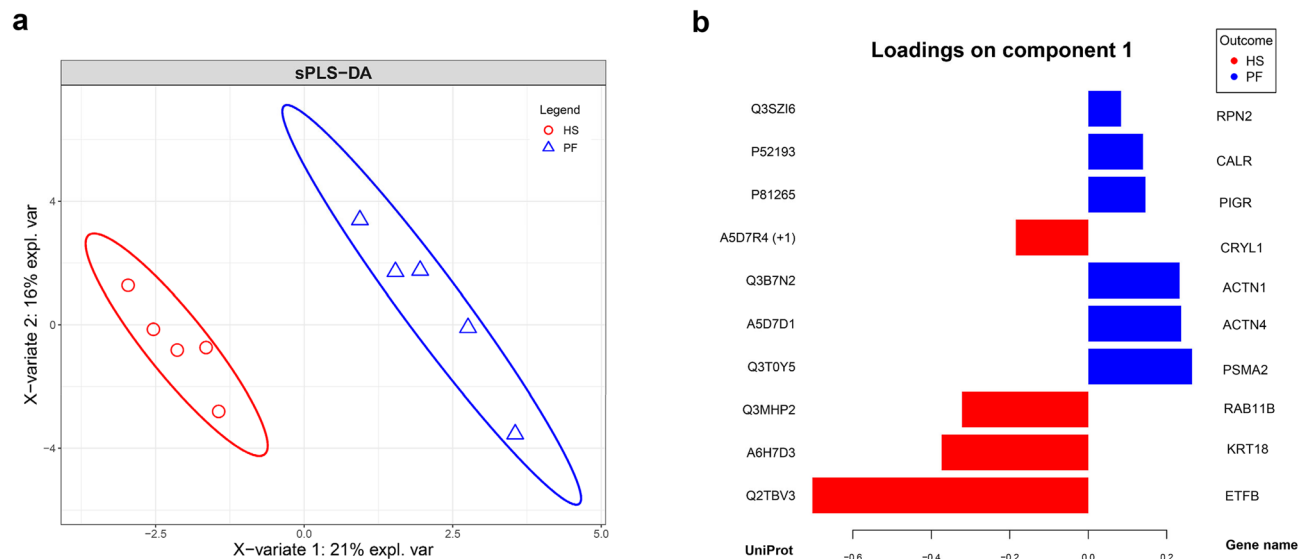 a
sPLS−DA
Legend
HS
PF
4
0
−4
X−variate 2: 16% expl. var
−2.5
0.0
2.5
5.0
X−variate 1: 21% expl. var
b
Loadings on component 1
Outcome
HS
PF
Q3SZI6
RPN2
P52193
CALR
P81265
PIGR
A5D7R4 (+1)
CRYL1
Q3B7N2
ACTN1
A5D7D1
ACTN4
Q3T0Y5
PSMA2
Q3MHP2
RAB11B
A6H7D3
KRT18
Q2TBV3
ETFB
UniProt
−0.6
−0.4
−0.2
0.0
0.2
Gene name